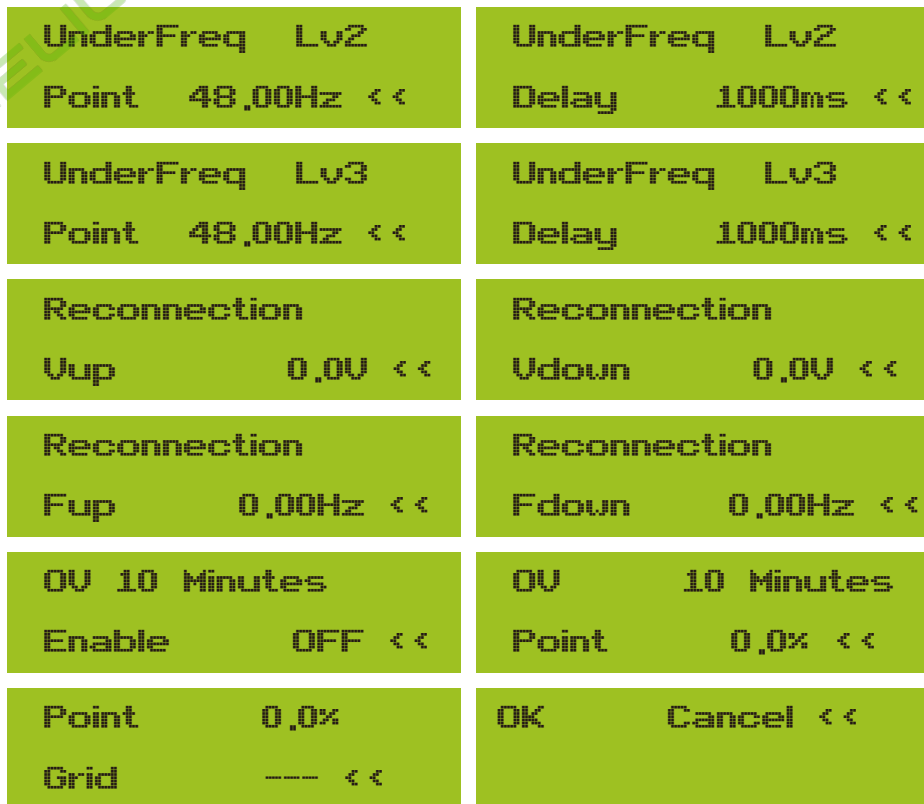 UnderFreq Lv2
Point 48.00Hz <<
UnderFreq Lv2
Delay 1000ms <<
UnderFreq Lv3
Point 48.00Hz <<
UnderFreq Lv3
Delay 1000ms <<
Reconnection
Vup 0.0V <<
Reconnection
Vdown 0.0V <<
Reconnection
Fup 0.00Hz <<
Reconnection
Fdown 0.00Hz <<
OV 10 Minutes
Enable OFF <<
OV 10 Minutes
Point 0.0% <<
Point 0.0%
Grid --- <<
OK Cancel <<